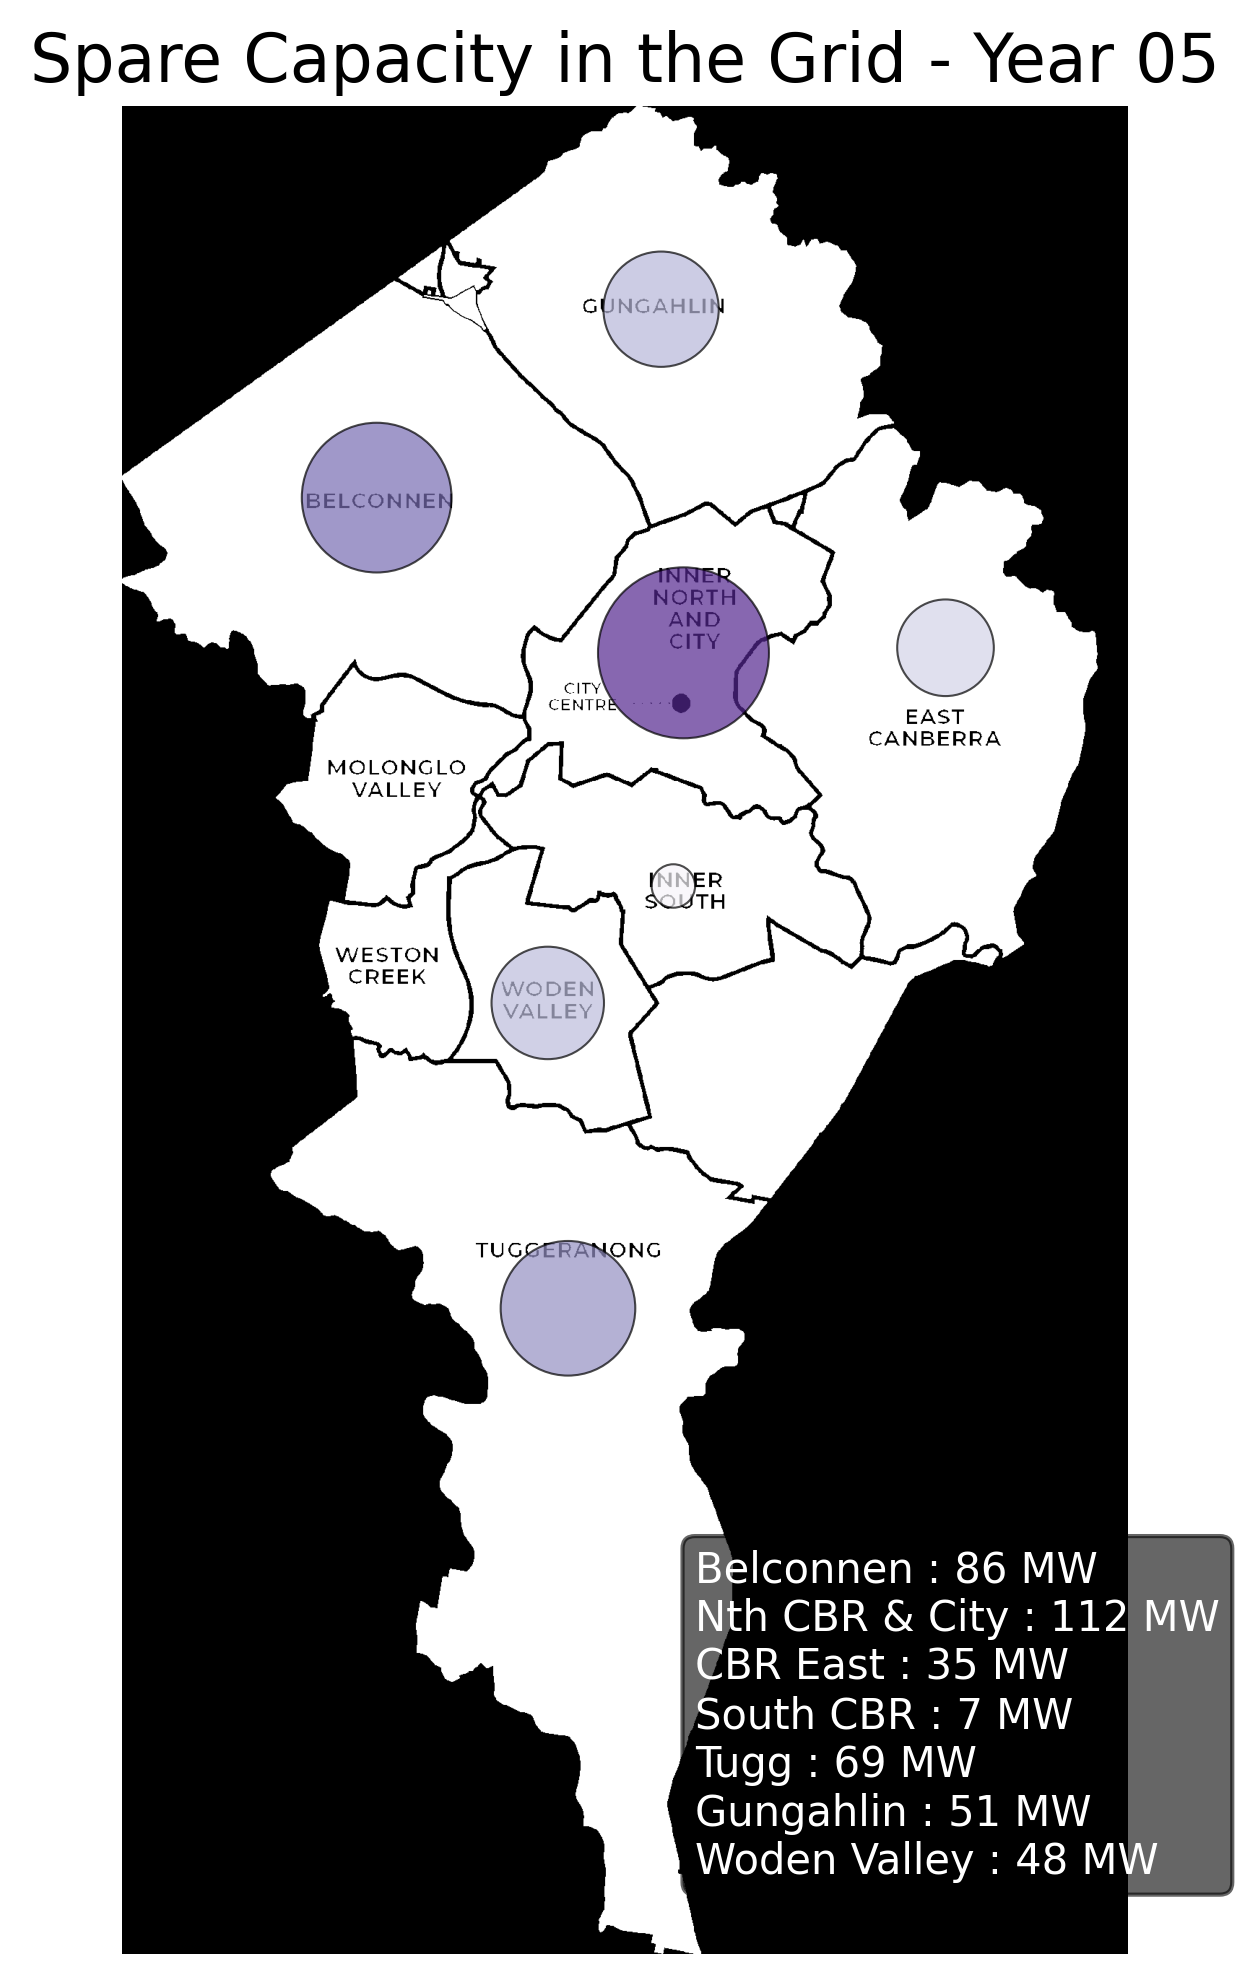 Spare Capacity in the Grid - Year 05
GUNGAHLIN
BELCONNEN
INNER
NORTH
AND
CITY
CITY
CENTRE
EAST
CANBERRA
MOLONGLO
VALLEY
INNER
SOUTH
WESTON
CREEK
WODEN
VALLEY
TUGGERANONG
Belconnen : 86 MW
Nth CBR & City : 112 MW
CBR East : 35 MW
South CBR : 7 MW
Tugg : 69 MW
Gungahlin : 51 MW
Woden Valley : 48 MW